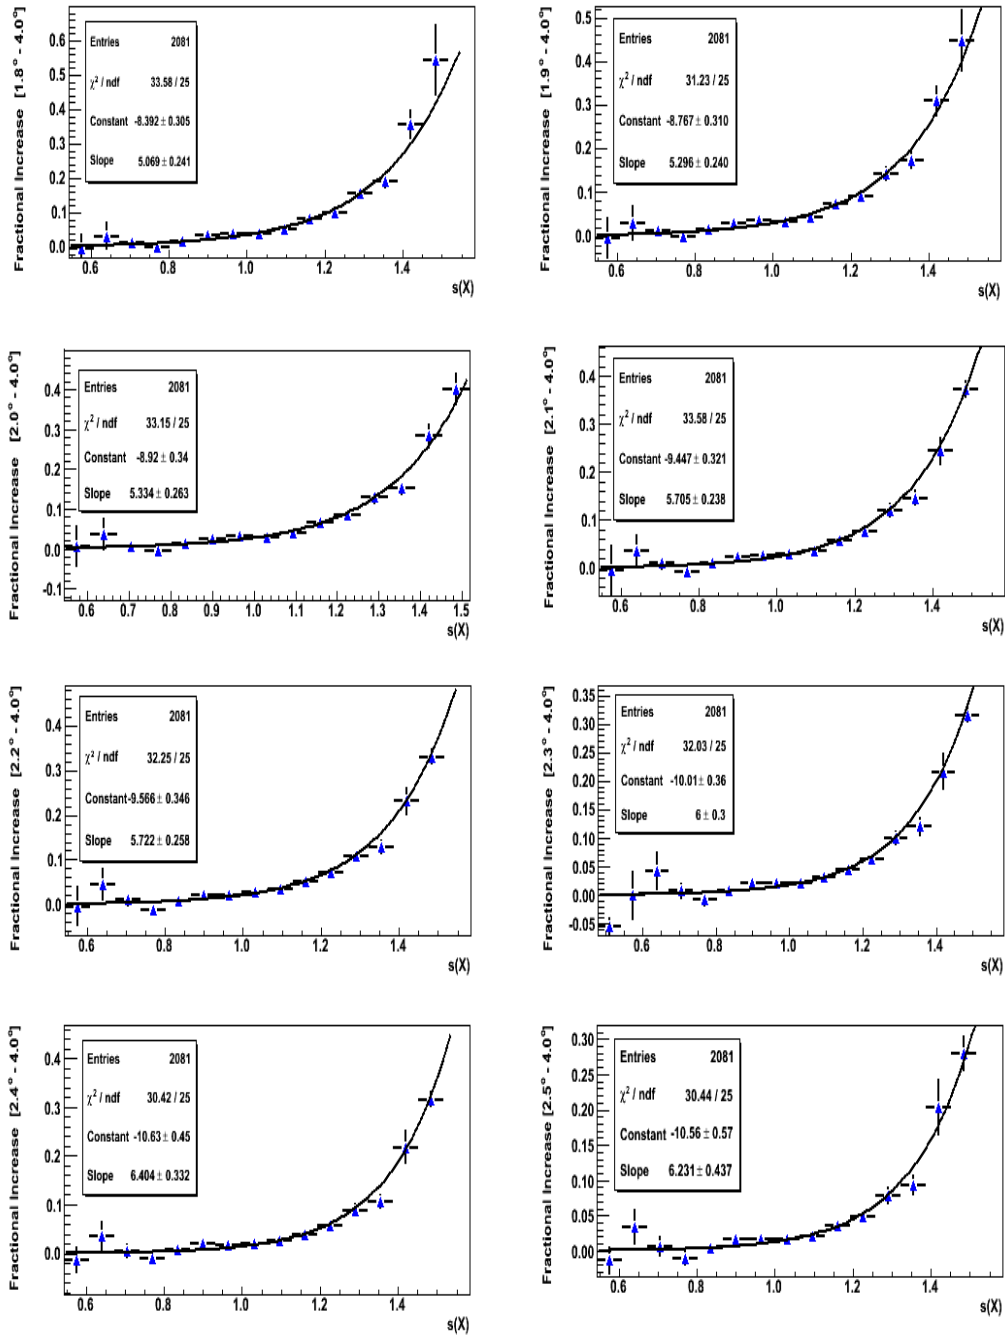 Fractional Increase [1.8° - 4.0°]
0.6
0.5
0.4
0.3
0.2
0.1
0.0
Entries 2081
χ² / ndf 33.58 / 25
Constant -8.392 ± 0.305
Slope 5.069 ± 0.241
0.6 0.8 1.0 1.2 1.4
s(X)
Fractional Increase [1.9° - 4.0°]
0.5
0.4
0.3
0.2
0.1
0.0
Entries 2081
χ² / ndf 31.23 / 25
Constant -8.767 ± 0.310
Slope 5.296 ± 0.240
0.6 0.8 1.0 1.2 1.4
s(X)
Fractional Increase [2.0° - 4.0°]
0.4
0.3
0.2
0.1
0.0
-0.1
Entries 2081
χ² / ndf 33.15 / 25
Constant -8.92 ± 0.34
Slope 5.334 ± 0.263
0.6 0.7 0.8 0.9 1.0 1.1 1.2 1.3 1.4 1.5
s(X)
Fractional Increase [2.1° - 4.0°]
0.4
0.3
0.2
0.1
0.0
Entries 2081
χ² / ndf 33.58 / 25
Constant -9.447 ± 0.321
Slope 5.705 ± 0.238
0.6 0.8 1.0 1.2 1.4
s(X)
Fractional Increase [2.2° - 4.0°]
0.4
0.3
0.2
0.1
0.0
Entries 2081
χ² / ndf 32.25 / 25
Constant-9.566 ± 0.346
Slope 5.722 ± 0.258
0.6 0.8 1.0 1.2 1.4
s(X)
Fractional Increase [2.3° - 4.0°]
0.35
0.30
0.25
0.20
0.15
0.10
0.05
0.00
-0.05
Entries 2081
χ² / ndf 32.03 / 25
Constant -10.01 ± 0.36
Slope 6 ± 0.3
0.6 0.8 1.0 1.2 1.4
s(X)
Fractional Increase [2.4° - 4.0°]
0.4
0.3
0.2
0.1
0.0
Entries 2081
χ² / ndf 30.42 / 25
Constant -10.63 ± 0.45
Slope 6.404 ± 0.332
0.6 0.8 1.0 1.2 1.4
s(X)
Fractional Increase [2.5° - 4.0°]
0.30
0.25
0.20
0.15
0.10
0.05
0.00
Entries 2081
χ² / ndf 30.44 / 25
Constant -10.56 ± 0.57
Slope 6.231 ± 0.437
0.6 0.8 1.0 1.2 1.4
s(X)